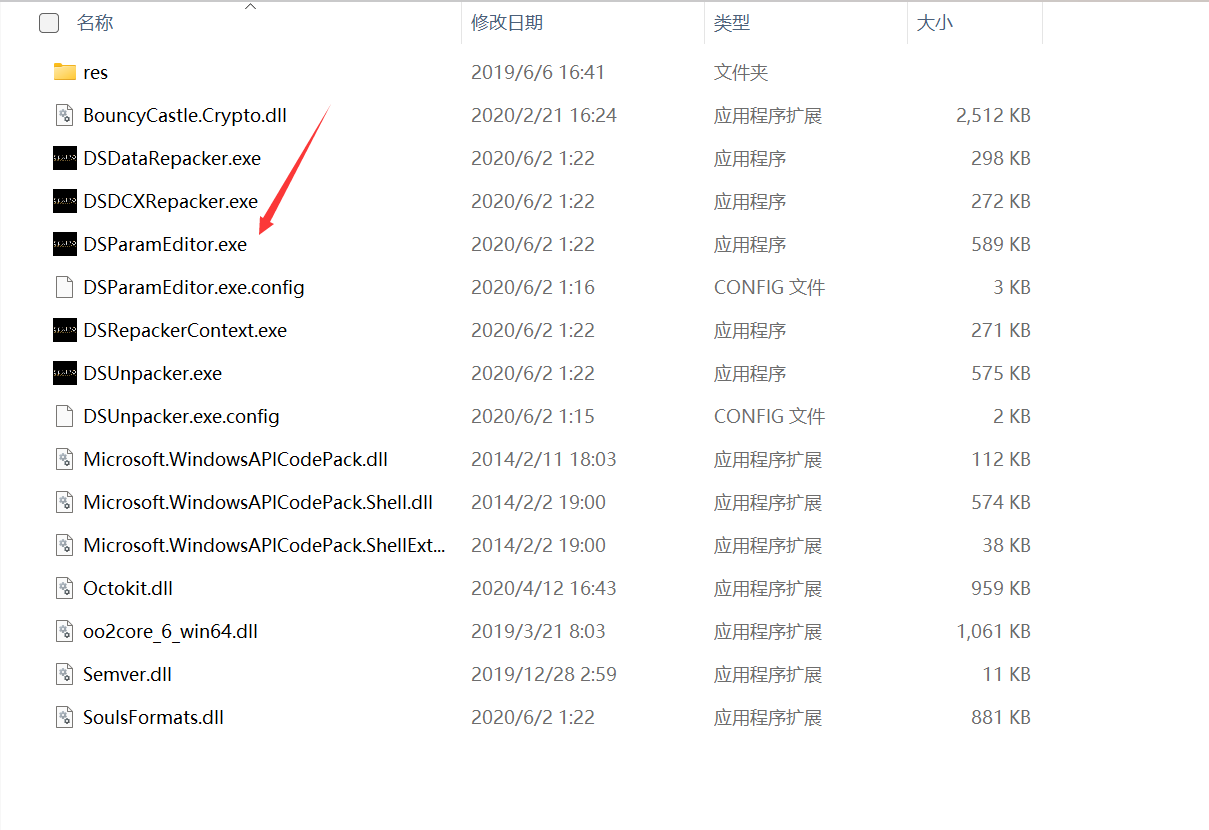 名称 修改日期 类型 大小
res 2019/6/6 16:41 文件夹
BouncyCastle.Crypto.dll 2020/2/21 16:24 应用程序扩展 2,512 KB
DSDataRepacker.exe 2020/6/2 1:22 应用程序 298 KB
DSDCXRepacker.exe 2020/6/2 1:22 应用程序 272 KB
DSParamEditor.exe 2020/6/2 1:22 应用程序 589 KB
DSParamEditor.exe.config 2020/6/2 1:16 CONFIG 文件 3 KB
DSRepackerContext.exe 2020/6/2 1:22 应用程序 271 KB
DSUnpacker.exe 2020/6/2 1:22 应用程序 575 KB
DSUnpacker.exe.config 2020/6/2 1:15 CONFIG 文件 2 KB
Microsoft.WindowsAPICodePack.dll 2014/2/11 18:03 应用程序扩展 112 KB
Microsoft.WindowsAPICodePack.Shell.dll 2014/2/2 19:00 应用程序扩展 574 KB
Microsoft.WindowsAPICodePack.ShellExt... 2014/2/2 19:00 应用程序扩展 38 KB
Octokit.dll 2020/4/12 16:43 应用程序扩展 959 KB
oo2core_6_win64.dll 2019/3/21 8:03 应用程序扩展 1,061 KB
Semver.dll 2019/12/28 2:59 应用程序扩展 11 KB
SoulsFormats.dll 2020/6/2 1:22 应用程序扩展 881 KB